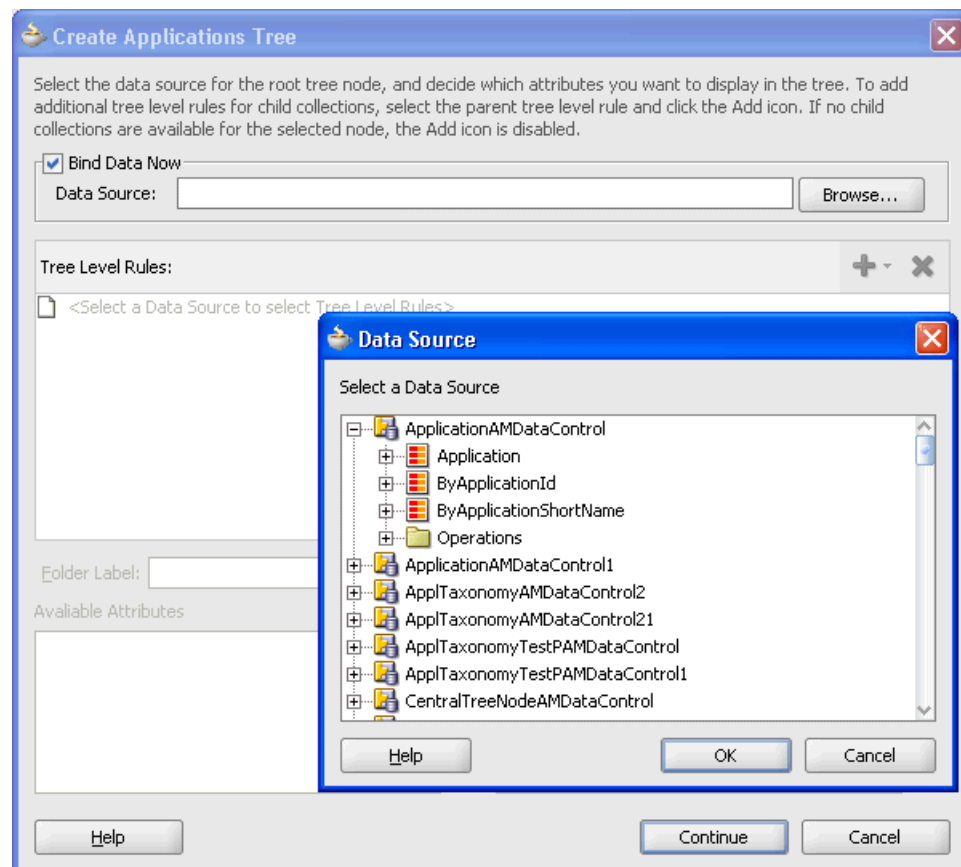 Create Applications Tree
Select the data source for the root tree node, and decide which attributes you want to display in the tree. To add
additional tree level rules for child collections, select the parent tree level rule and click the Add icon. If no child
collections are available for the selected node, the Add icon is disabled.
Bind Data Now
Data Source:
Browse...
Tree Level Rules:
<Select a Data Source to select Tree Level Rules>
Data Source
Select a Data Source
ApplicationAMDataControl
Application
ByApplicationId
ByApplicationShortName
Operations
ApplicationAMDataControl1
ApplTaxonomyAMDataControl2
ApplTaxonomyAMDataControl21
ApplTaxonomyTestPAMDataControl
ApplTaxonomyTestPAMDataControl1
CentralTreeNodeAMDataControl
Help
OK
Cancel
Folder Label:
Avaliable Attributes
Help
Continue
Cancel